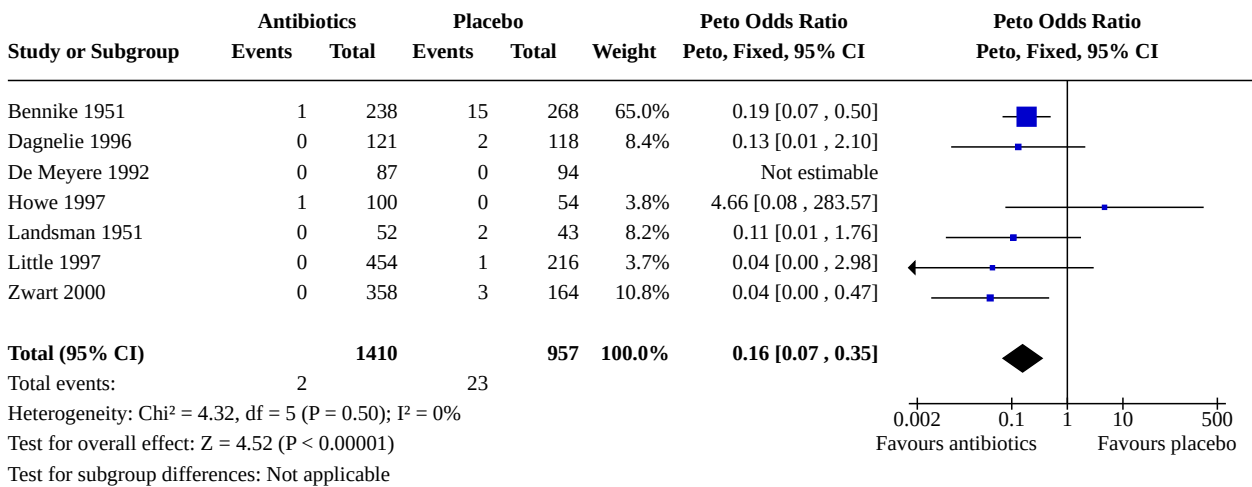 Antibiotics Placebo Peto Odds Ratio Peto Odds Ratio
Study or Subgroup Events Total Events Total Weight Peto, Fixed, 95% CI Peto, Fixed, 95% CI
Bennike 1951 1 238 15 268 65.0% 0.19 [0.07 , 0.50]
Dagnelie 1996 0 121 2 118 8.4% 0.13 [0.01 , 2.10]
De Meyere 1992 0 87 0 94 Not estimable
Howe 1997 1 100 0 54 3.8% 4.66 [0.08 , 283.57]
Landsman 1951 0 52 2 43 8.2% 0.11 [0.01 , 1.76]
Little 1997 0 454 1 216 3.7% 0.04 [0.00 , 2.98]
Zwart 2000 0 358 3 164 10.8% 0.04 [0.00 , 0.47]
Total (95% CI) 1410 957 100.0% 0.16 [0.07 , 0.35]
Total events: 2 23
Heterogeneity: Chi² = 4.32, df = 5 (P = 0.50); I² = 0%
0.002 0.1 1 10 500
Test for overall effect: Z = 4.52 (P < 0.00001)
Favours antibiotics Favours placebo
Test for subgroup differences: Not applicable